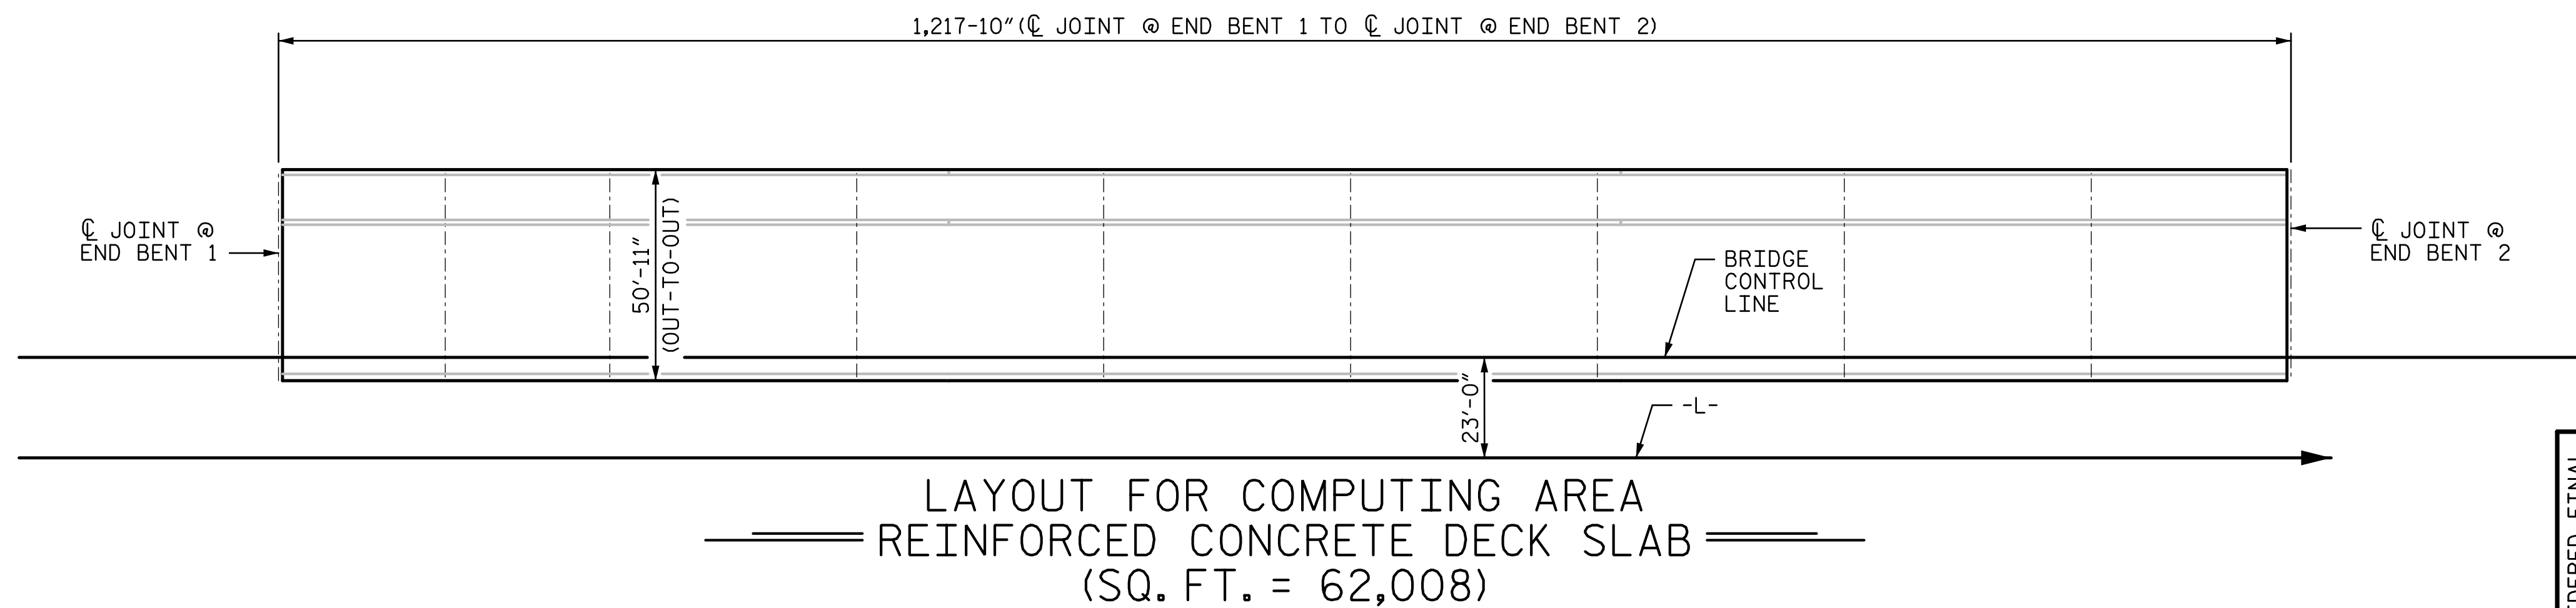 1,217-10"(℄ JOINT @ END BENT 1 TO ℄ JOINT @ END BENT 2)
℄ JOINT @
END BENT 1
50'-11"
(OUT-TO-OUT)
BRIDGE
CONTROL
LINE
℄ JOINT @
END BENT 2
23'-0"
-L-
LAYOUT FOR COMPUTING AREA
REINFORCED CONCRETE DECK SLAB
(SQ. FT. = 62,008)
FINAL